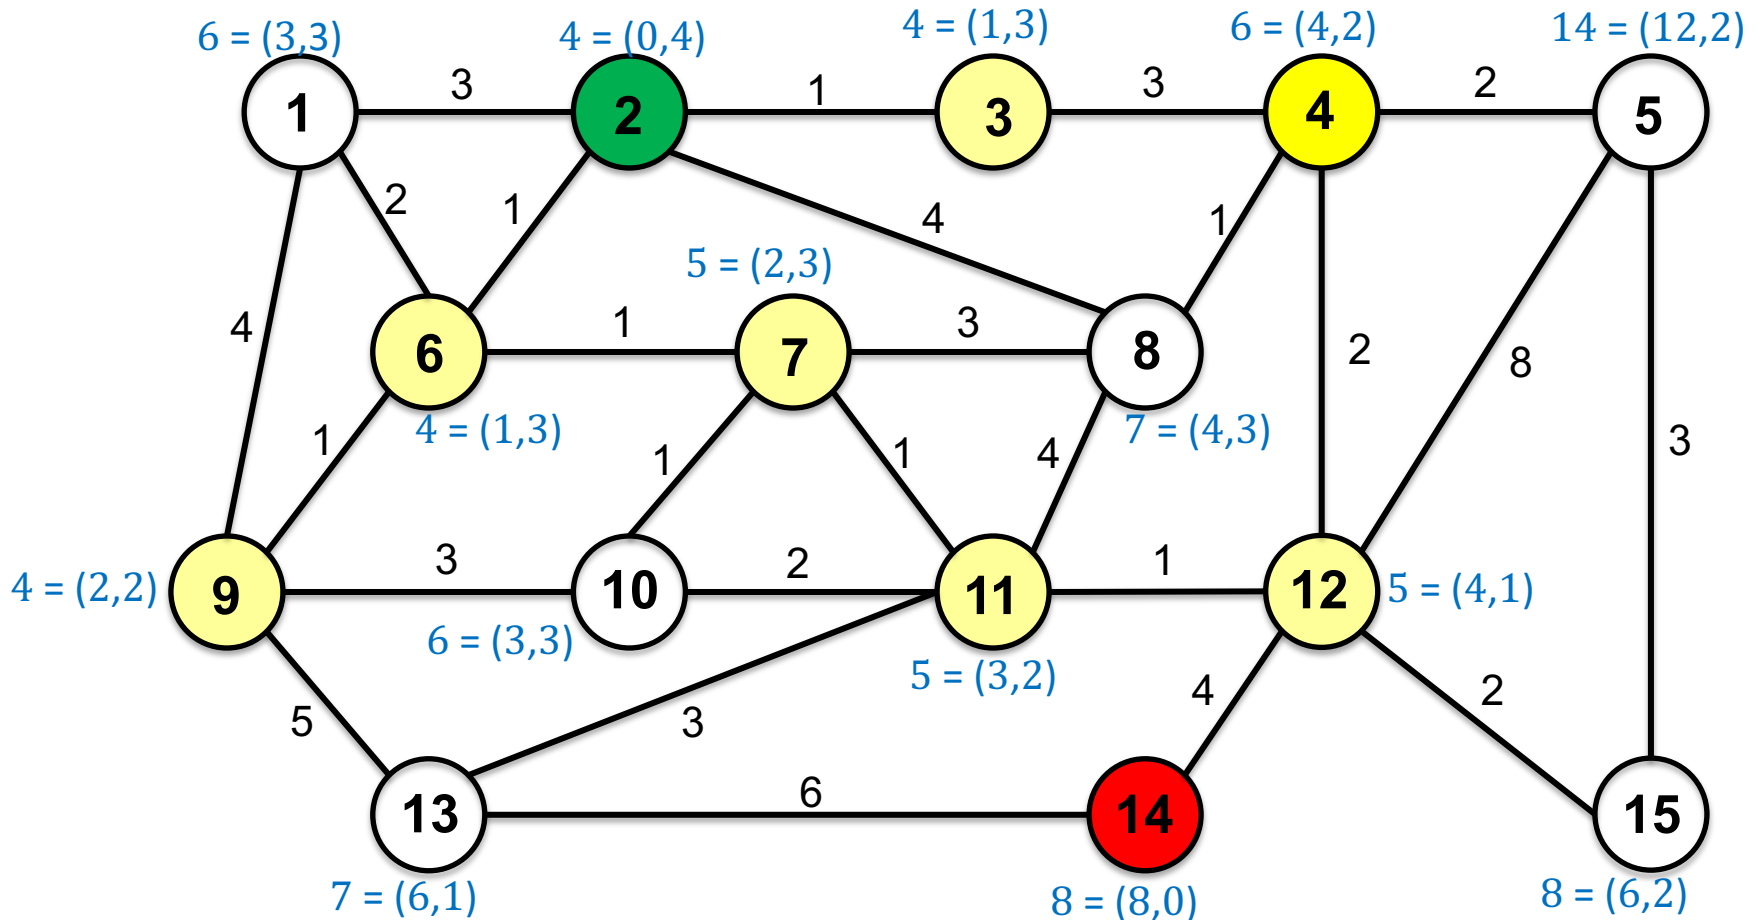 6 = (3,3)
4 = (0,4)
4 = (1,3)
6 = (4,2)
14 = (12,2)
1
3
2
1
3
3
4
2
5
2
1
4
1
5 = (2,3)
4
6
1
7
3
8
2
8
4 = (1,3)
7 = (4,3)
1
1
1
4
3
4 = (2,2)
9
3
10
2
11
1
12
5 = (4,1)
6 = (3,3)
5 = (3,2)
5
3
4
2
13
6
14
15
7 = (6,1)
8 = (8,0)
8 = (6,2)